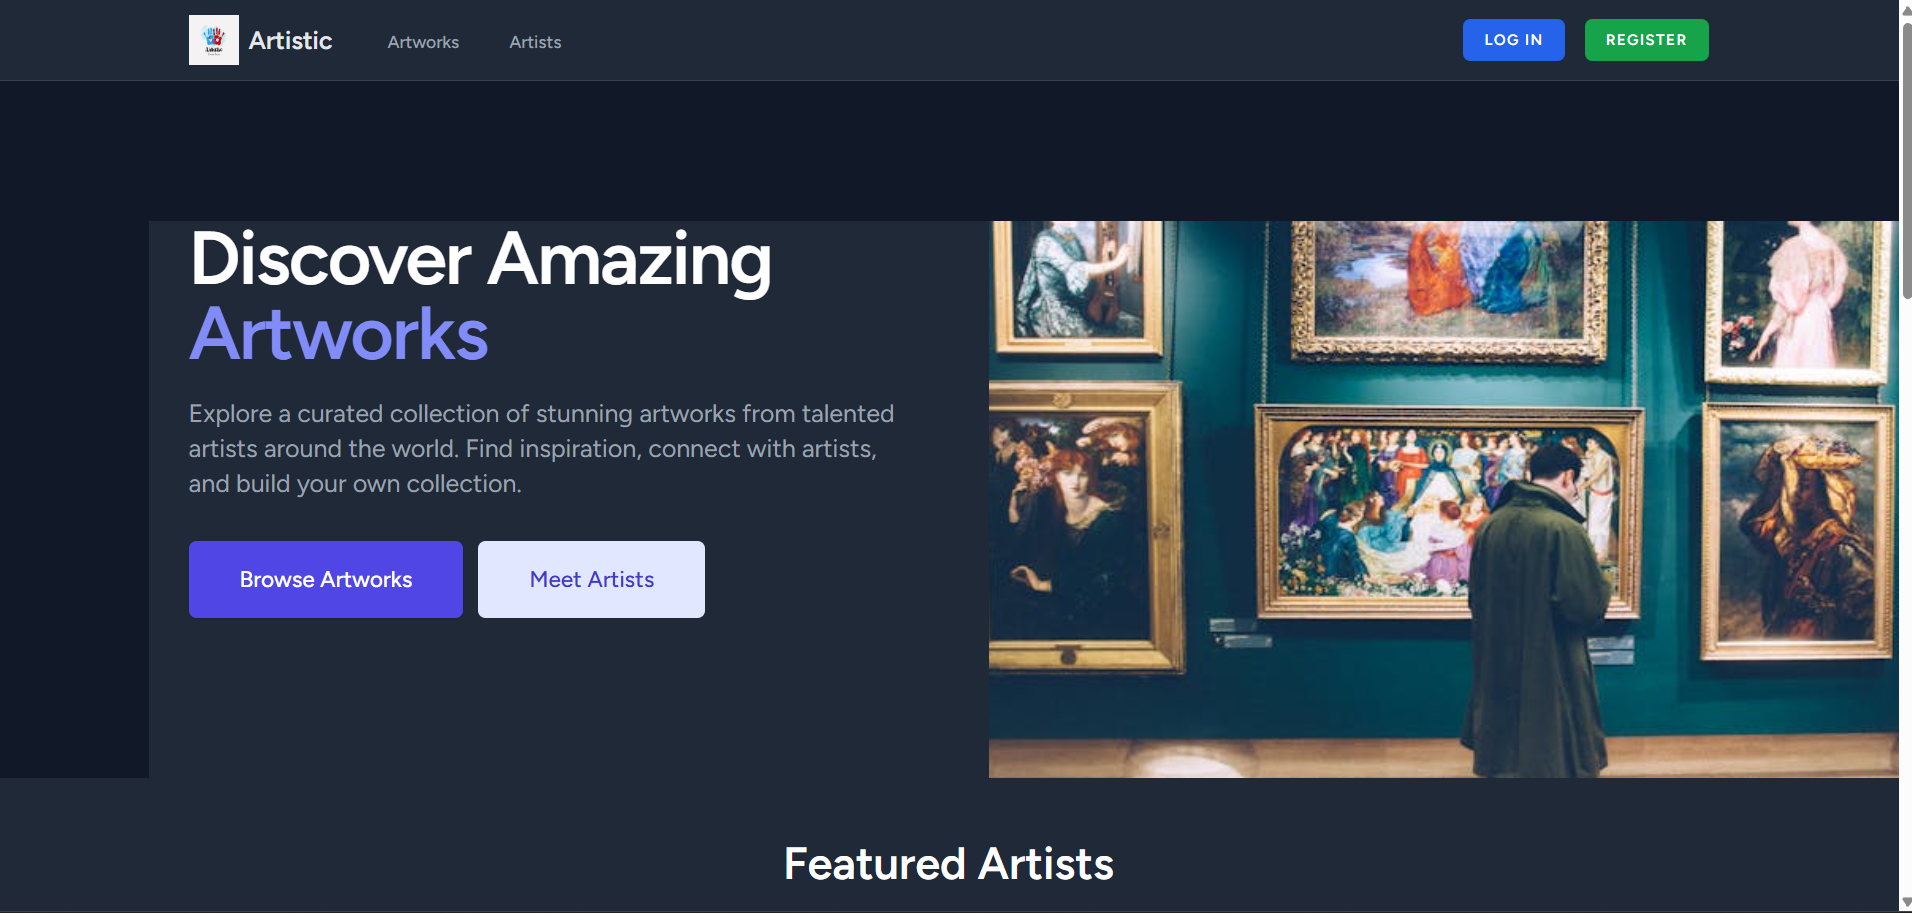 Artistic
Artworks
Artists
LOG IN
REGISTER
Discover Amazing
Artworks
Explore a curated collection of stunning artworks from talented
artists around the world. Find inspiration, connect with artists,
and build your own collection.
Browse Artworks
Meet Artists
Featured Artists